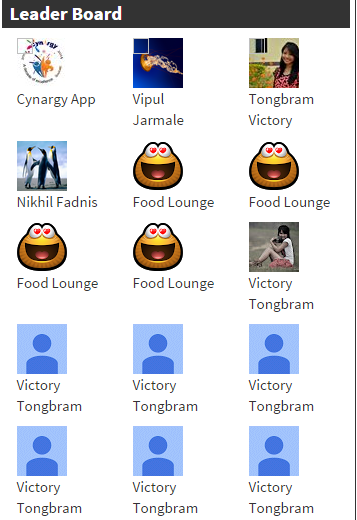 Leader Board
Cynargy
Cynargy App
Vipul
Jarmale
Tongbram
Victory
Nikhil Fadnis
Food Lounge
Food Lounge
Food Lounge
Food Lounge
Victory
Tongbram
Victory
Tongbram
Victory
Tongbram
Victory
Tongbram
Victory
Tongbram
Victory
Tongbram
Victory
Tongbram